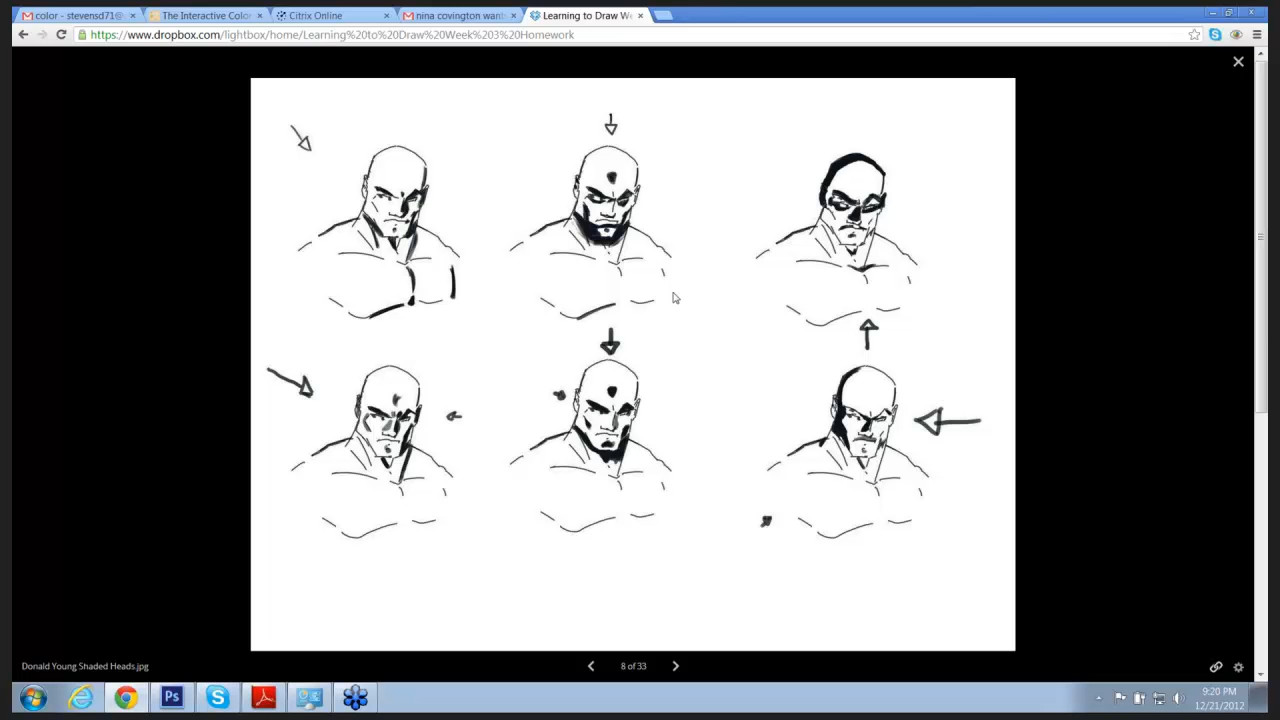 color - stevensd71@
The Interactive Color
Citrix Online
nina covington want
Learning to Draw We
https://www.dropbox.com/lightbox/home/Learning%20to%20Draw%20Week%203%20Homework
Donald Young Shaded Heads.jpg
8 of 33
Ps
9:20 PM
12/21/2012